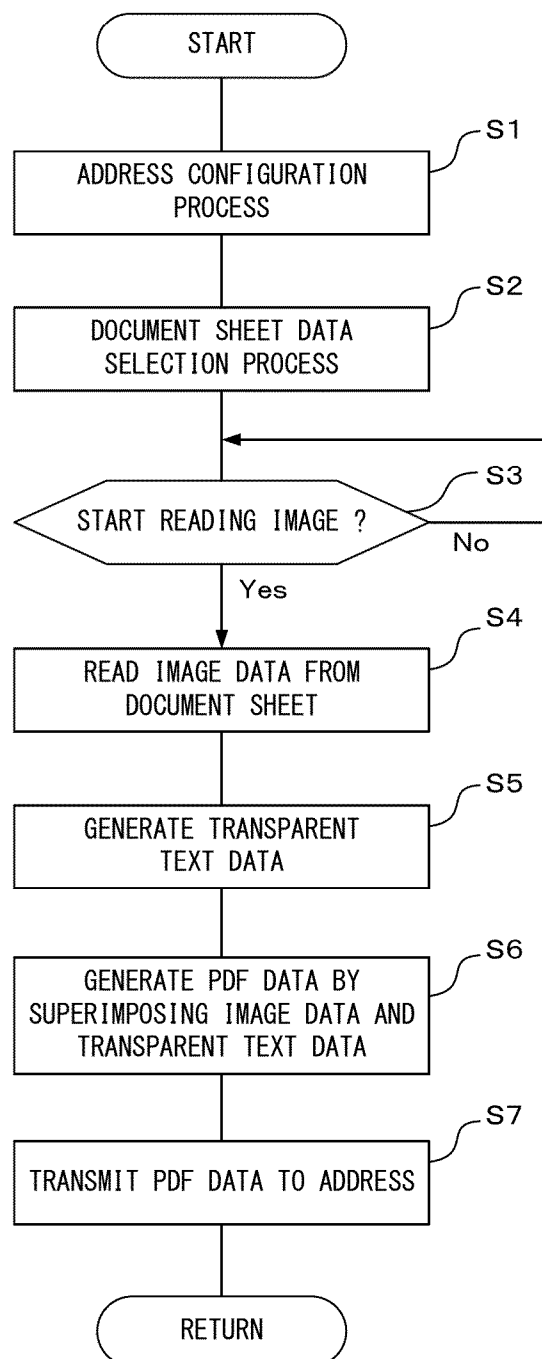 START
S1
ADDRESS CONFIGURATION
PROCESS
S2
DOCUMENT SHEET DATA
SELECTION PROCESS
S3
START READING IMAGE ?
No
Yes
S4
READ IMAGE DATA FROM
DOCUMENT SHEET
S5
GENERATE TRANSPARENT
TEXT DATA
S6
GENERATE PDF DATA BY
SUPERIMPOSING IMAGE DATA AND
TRANSPARENT TEXT DATA
S7
TRANSMIT PDF DATA TO ADDRESS
RETURN